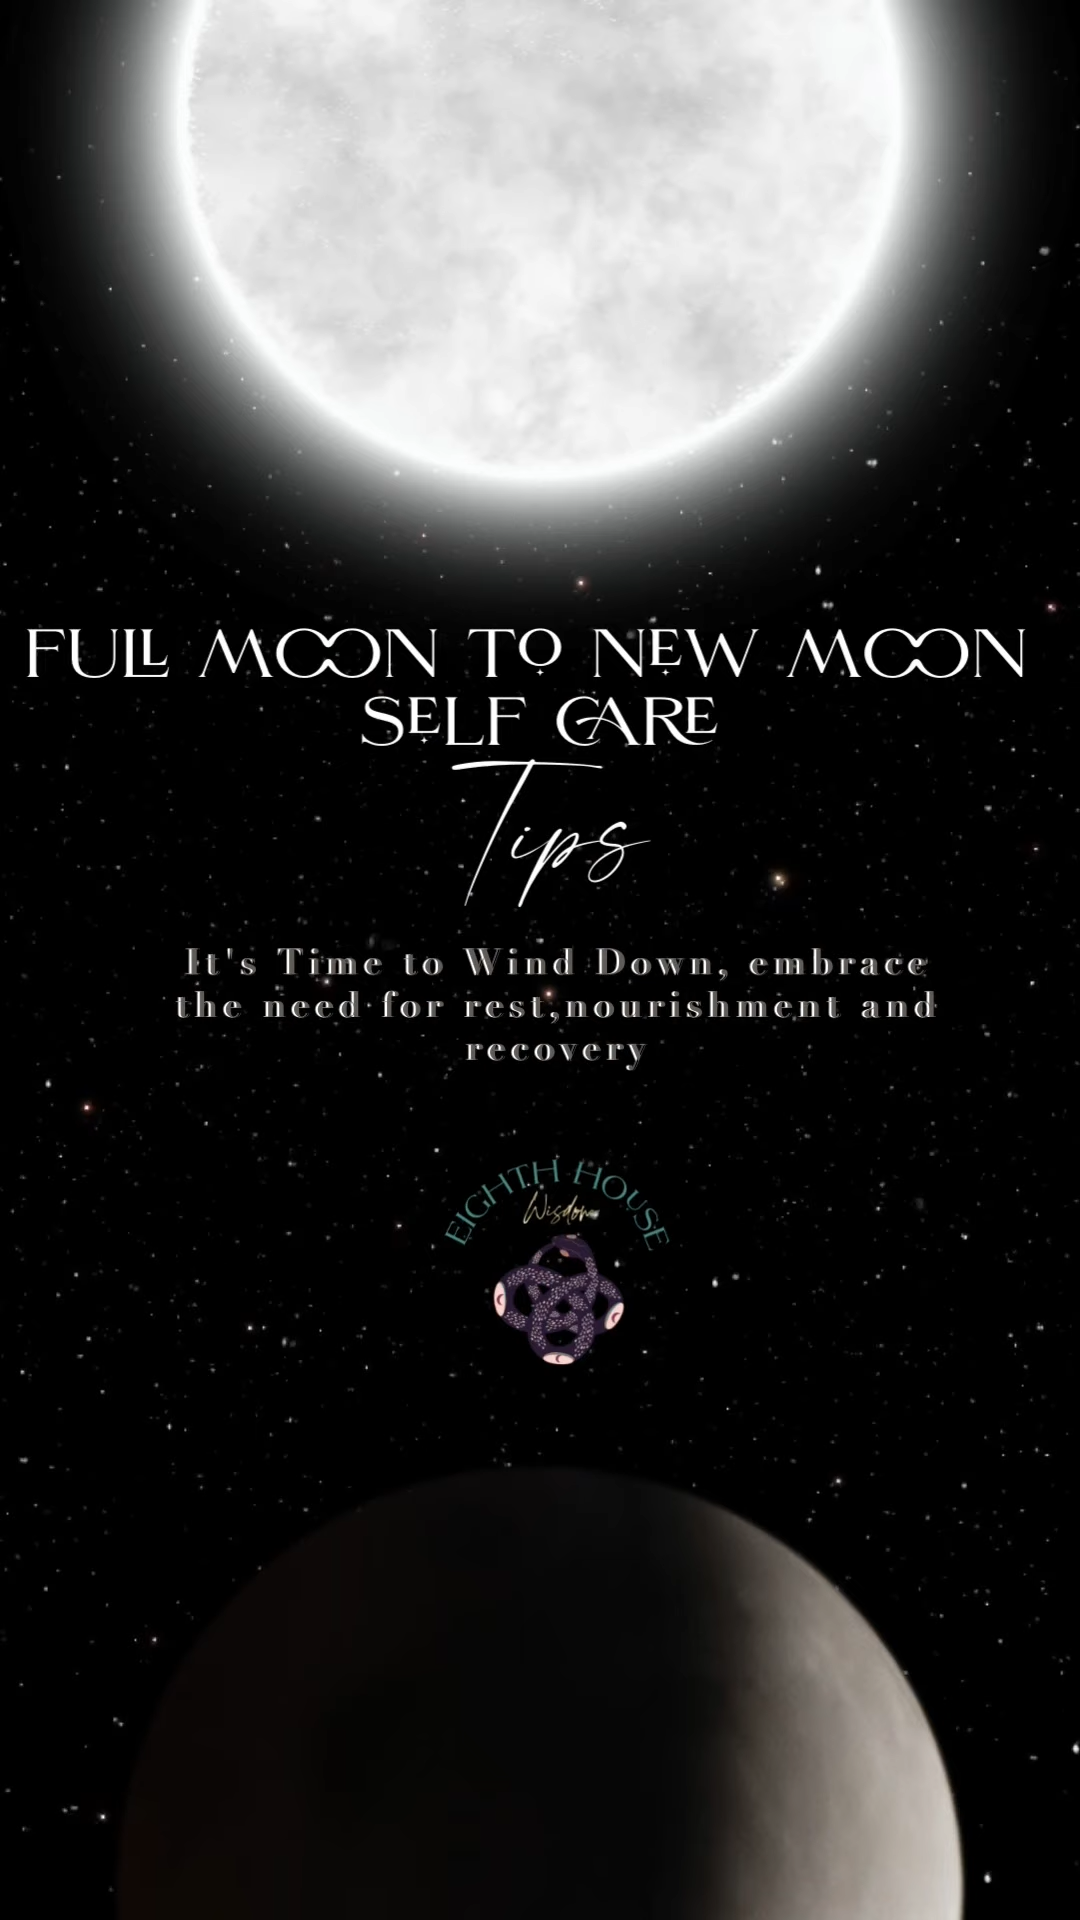 FULL MOON TO NEW MOON
SELF CARE
Tips
It's Time to Wind Down, embrace
the need for rest,nourishment and
recovery
EIGHTH HOUSE
Wisdom